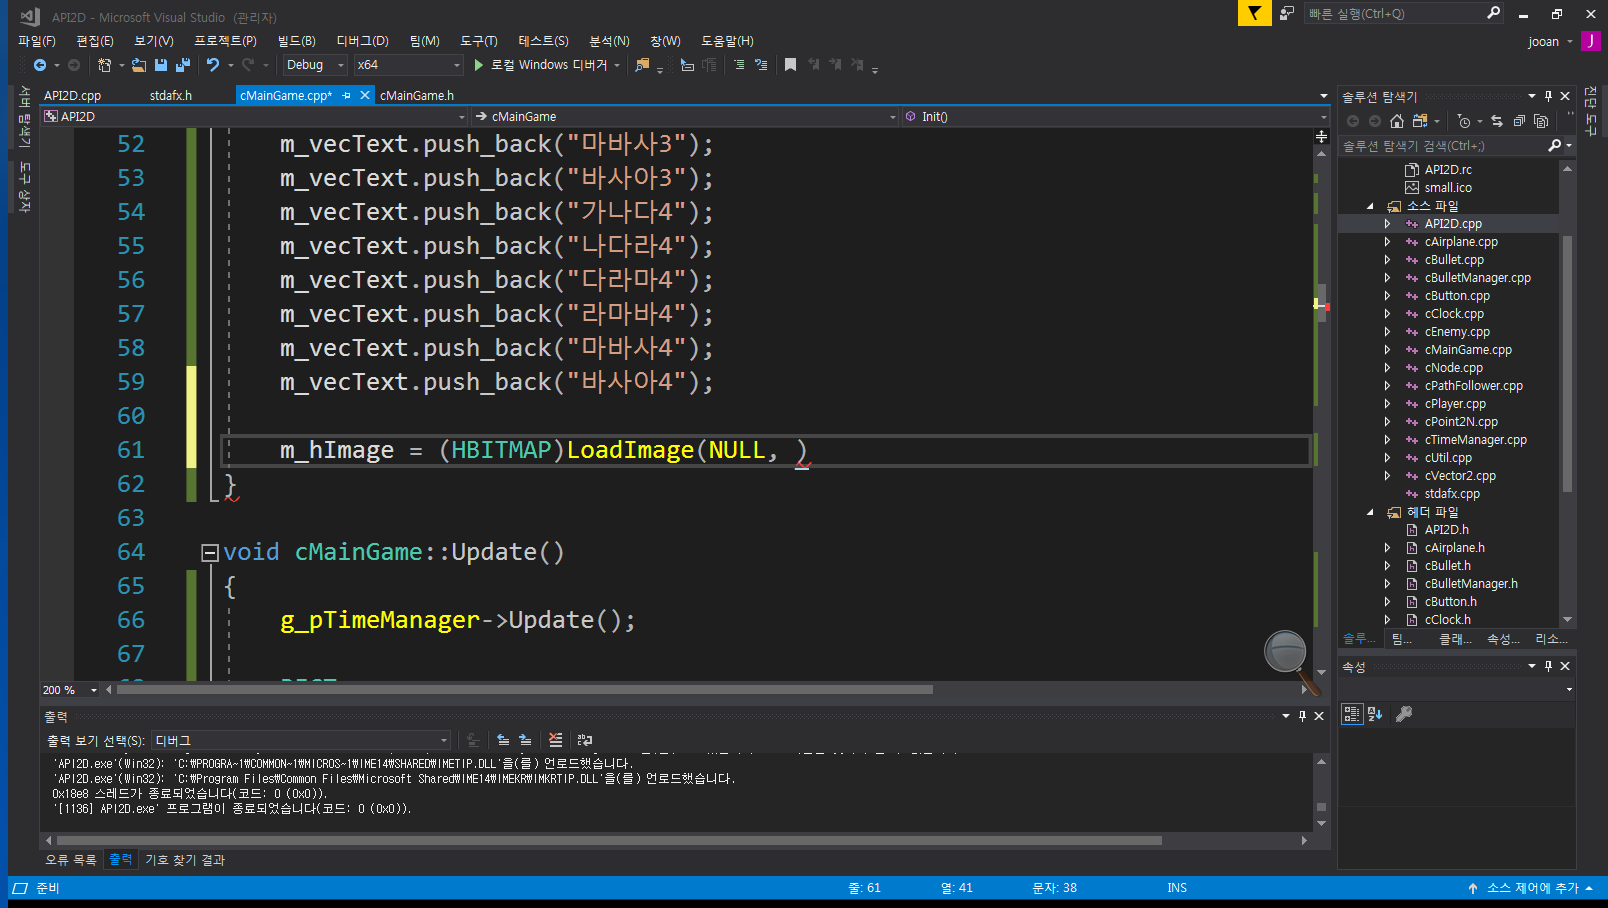 API2D - Microsoft Visual Studio (관리자)
빠른 실행(Ctrl+Q)
파일(F) 편집(E) 보기(V) 프로젝트(P) 빌드(B) 디버그(D) 팀(M) 도구(T) 테스트(S) 분석(N) 창(W) 도움말(H)
jooan J
Debug x64 로컬 Windows 디버거
서버 탐색기
도구 상자
API2D.cpp stdafx.h cMainGame.cpp* cMainGame.h
API2D cMainGame Init()
52 m_vecText.push_back("마바사3");
53 m_vecText.push_back("바사아3");
54 m_vecText.push_back("가나다4");
55 m_vecText.push_back("나다라4");
56 m_vecText.push_back("다라마4");
57 m_vecText.push_back("라마바4");
58 m_vecText.push_back("마바사4");
59 m_vecText.push_back("바사아4");
60
61 m_hImage = (HBITMAP)LoadImage(NULL, )
62 }
63
64 void cMainGame::Update()
65 {
66 g_pTimeManager->Update();
67
200 %
출력
출력 보기 선택(S): 디버그
'API2D.exe'(Win32): 'C:₩PROGRA~1₩COMMON~1₩MICROS~1₩IME14₩SHARED₩IMETIP.DLL'을(를) 언로드했습니다.
'API2D.exe'(Win32): 'C:₩Program Files₩Common Files₩Microsoft Shared₩IME14₩IMEKR₩IMKRTIP.DLL'을(를) 언로드했습니다.
0x18e8 스레드가 종료되었습니다(코드: 0 (0x0)).
'[1136] API2D.exe' 프로그램이 종료되었습니다(코드: 0 (0x0)).
오류 목록 출력 기호 찾기 결과
솔루션 탐색기
솔루션 탐색기 검색(Ctrl+;)
API2D.rc
small.ico
소스 파일
API2D.cpp
cAirplane.cpp
cBullet.cpp
cBulletManager.cpp
cButton.cpp
cClock.cpp
cEnemy.cpp
cMainGame.cpp
cNode.cpp
cPathFollower.cpp
cPlayer.cpp
cPoint2N.cpp
cTimeManager.cpp
cUtil.cpp
cVector2.cpp
stdafx.cpp
헤더 파일
API2D.h
cAirplane.h
cBullet.h
cBulletManager.h
cButton.h
cClock.h
솔루... 팀... 클래... 속성... 리소...
속성
진단 도구
준비 줄: 61 열: 41 문자: 38 INS 소스 제어에 추가